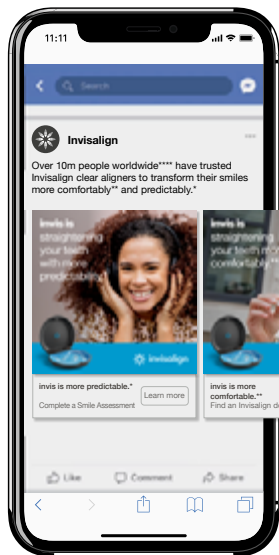 11:11
Search
Invisalign
Over 10m people worldwide**** have trusted
Invisalign clear aligners to transform their smiles
more comfortably** and predictably.*
invis is
straightening
your teeth
with more
predictability.*
invisalign
invis is
straightening
your teeth more
comfortably.**
invis is more predictable.*
Complete a Smile Assessment
Learn more
invis is more
comfortable.**
Find an Invisalign
Like
Comment
Share